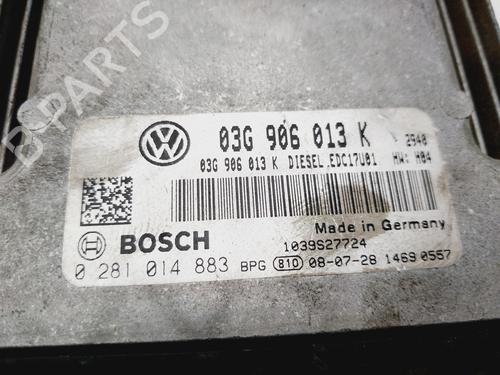 B-PARTS
03G 906 013 K
2940
03G 906 013 K DIESEL EDC17U01 HW: H04
Made in Germany
BOSCH
1039S27724
0 281 014 883 BPG 81D 08-07-28 1469 0557